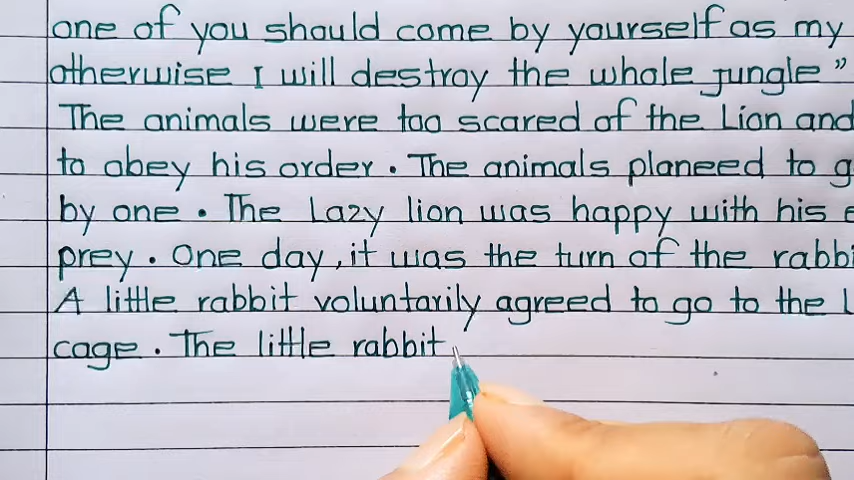 one of you should come by yourself as my
otherwise I will destroy the whole jungle”
The animals were too scared of the Lion and
to obey his order. The animals planeed to
by one. The Lazy lion was happy with his
prey. One day, it was the turn of the
A little rabbit voluntarily agreed to go to the
cage. The little rabbit